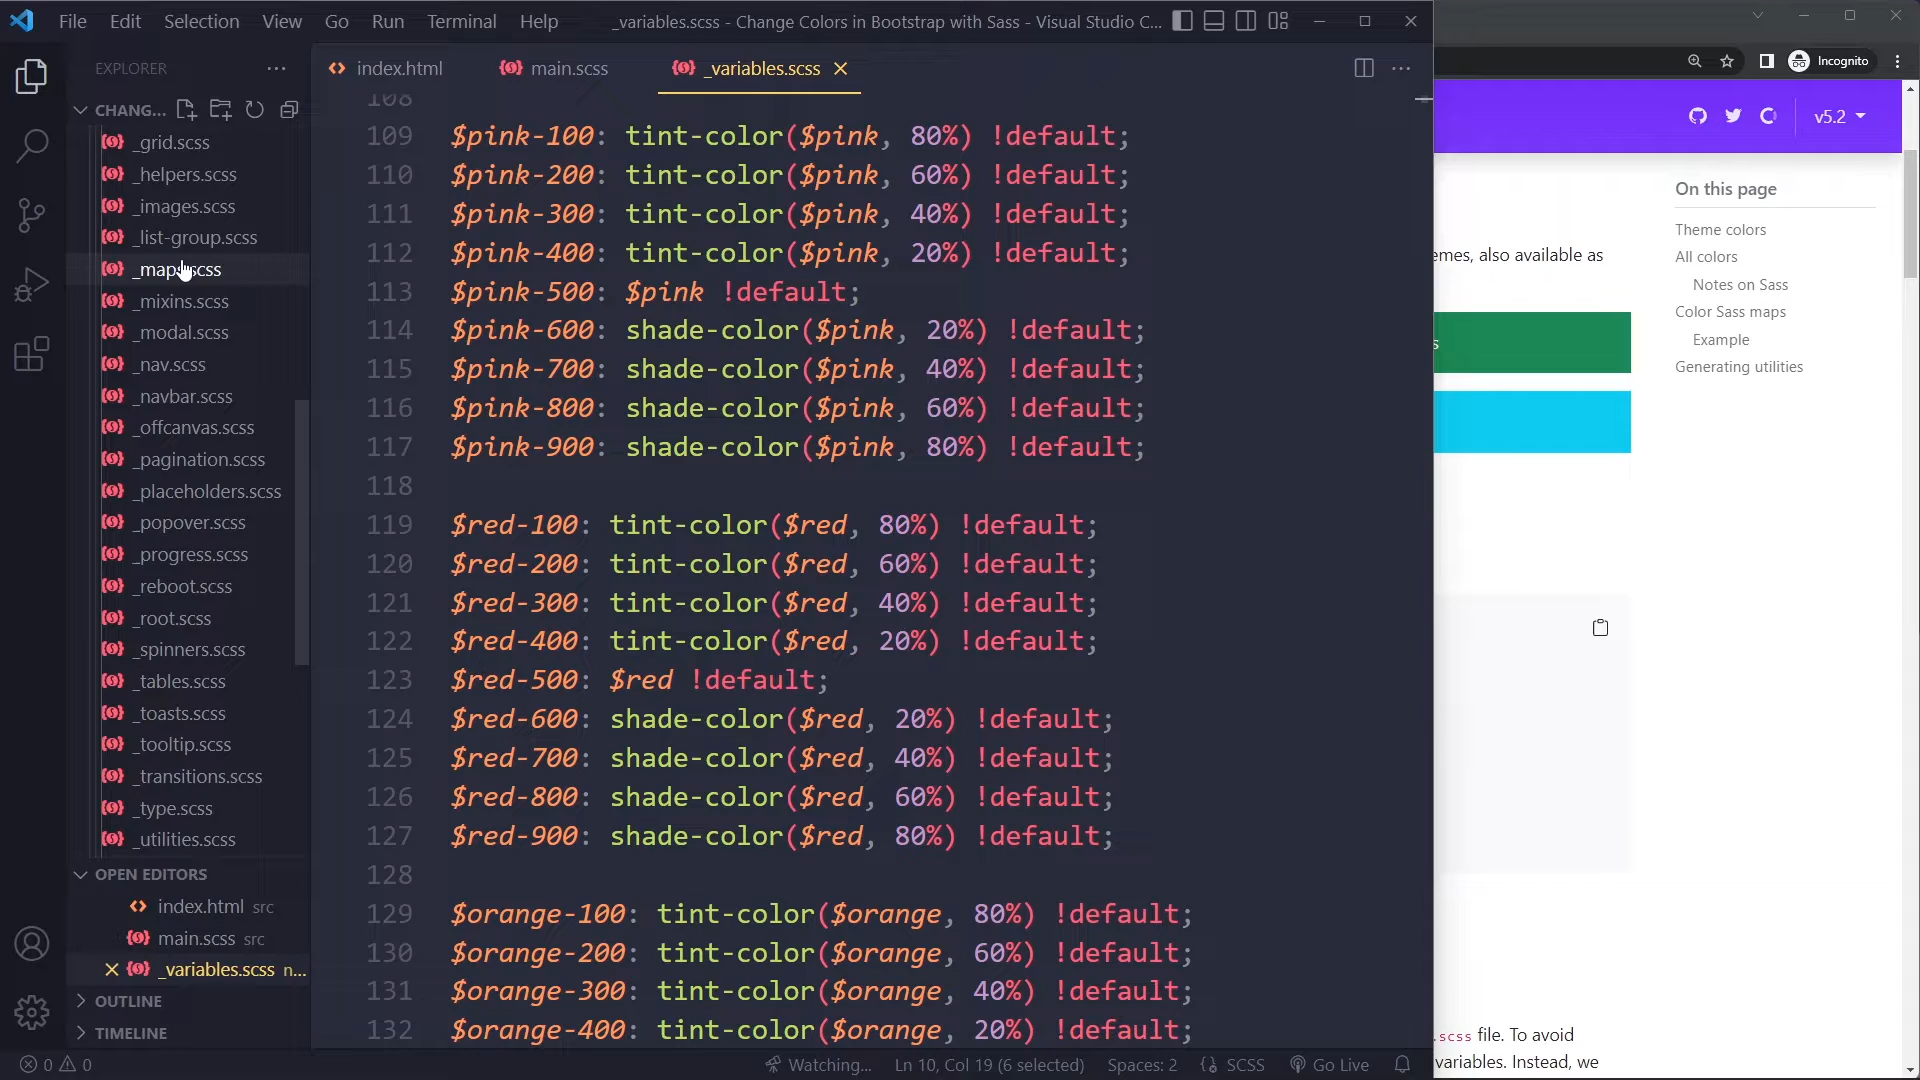 File Edit Selection View Go Run Terminal Help _variables.scss - Change Colors in Bootstrap with Sass - Visual Studio C...
EXPLORER
CHANG...
_grid.scss
_helpers.scss
_images.scss
_list-group.scss
_maps.scss
_mixins.scss
_modal.scss
_nav.scss
_navbar.scss
_offcanvas.scss
_pagination.scss
_placeholders.scss
_popover.scss
_progress.scss
_reboot.scss
_root.scss
_spinners.scss
_tables.scss
_toasts.scss
_tooltip.scss
_transitions.scss
_type.scss
_utilities.scss
OPEN EDITORS
index.html src
main.scss src
_variables.scss n...
OUTLINE
TIMELINE
index.html main.scss _variables.scss
108
109 $pink-100: tint-color($pink, 80%) !default;
110 $pink-200: tint-color($pink, 60%) !default;
111 $pink-300: tint-color($pink, 40%) !default;
112 $pink-400: tint-color($pink, 20%) !default;
113 $pink-500: $pink !default;
114 $pink-600: shade-color($pink, 20%) !default;
115 $pink-700: shade-color($pink, 40%) !default;
116 $pink-800: shade-color($pink, 60%) !default;
117 $pink-900: shade-color($pink, 80%) !default;
118
119 $red-100: tint-color($red, 80%) !default;
120 $red-200: tint-color($red, 60%) !default;
121 $red-300: tint-color($red, 40%) !default;
122 $red-400: tint-color($red, 20%) !default;
123 $red-500: $red !default;
124 $red-600: shade-color($red, 20%) !default;
125 $red-700: shade-color($red, 40%) !default;
126 $red-800: shade-color($red, 60%) !default;
127 $red-900: shade-color($red, 80%) !default;
128
129 $orange-100: tint-color($orange, 80%) !default;
130 $orange-200: tint-color($orange, 60%) !default;
131 $orange-300: tint-color($orange, 40%) !default;
132 $orange-400: tint-color($orange, 20%) !default;
0 0 Watching... Ln 10, Col 19 (6 selected) Spaces: 2 SCSS Go Live
Incognito
v5.2
On this page
Theme colors
All colors
Notes on Sass
Color Sass maps
Example
Generating utilities
emes, also available as
s
.scss file. To avoid
variables. Instead, we